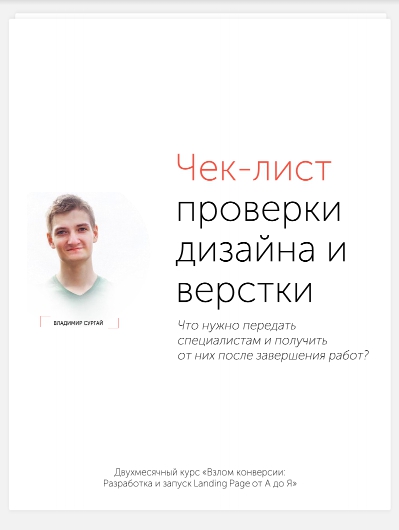 Чек-лист
проверки
дизайна и
верстки
Что нужно передать
специалистам и получить
от них после завершения работ?
ВЛАДИМИР СУРГАЙ
Двухмесячный курс «Взлом конверсии:
Разработка и запуск Landing Page от А до Я»